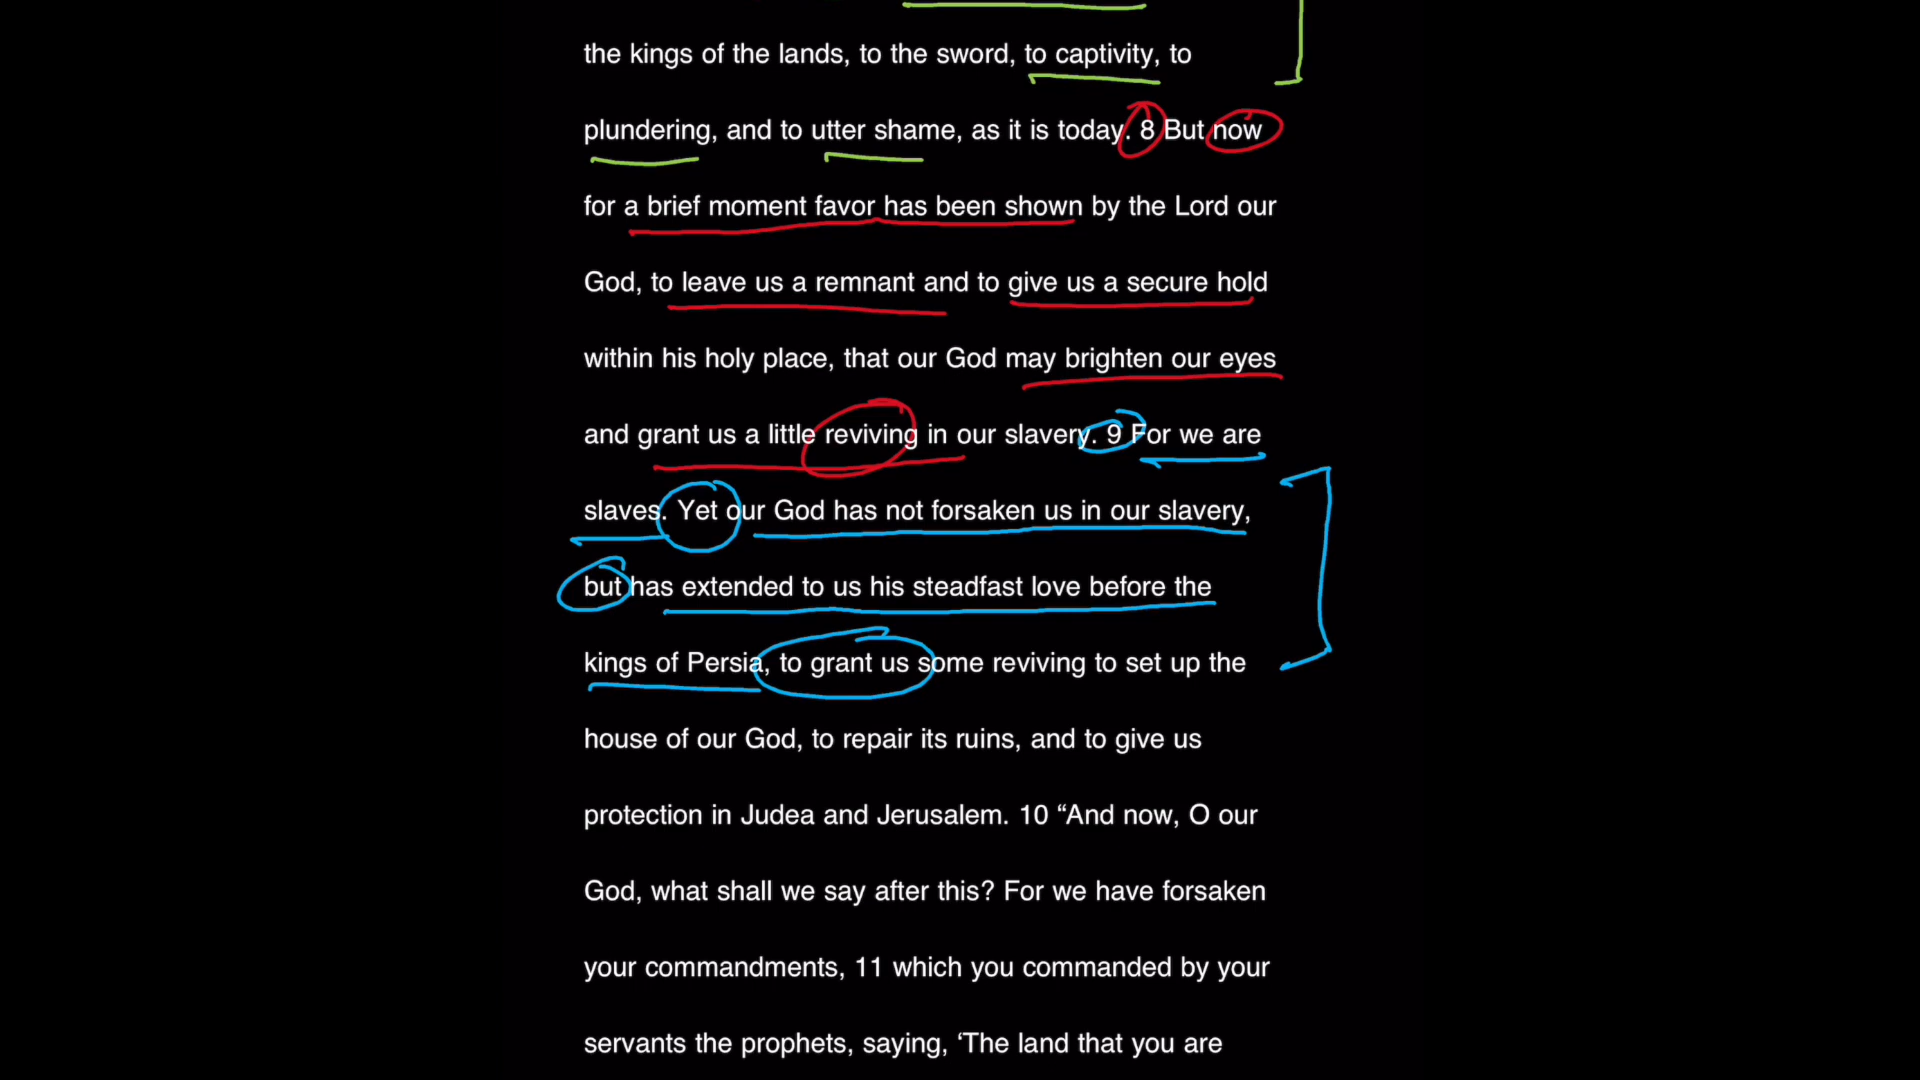 the kings of the lands, to the sword, to captivity, to
plundering, and to utter shame, as it is today. 8 But now
for a brief moment favor has been shown by the Lord our
God, to leave us a remnant and to give us a secure hold
within his holy place, that our God may brighten our eyes
and grant us a little reviving in our slavery. 9 For we are
slaves. Yet our God has not forsaken us in our slavery,
but has extended to us his steadfast love before the
kings of Persia, to grant us some reviving to set up the
house of our God, to repair its ruins, and to give us
protection in Judea and Jerusalem. 10 “And now, O our
God, what shall we say after this? For we have forsaken
your commandments, 11 which you commanded by your
servants the prophets, saying, ‘The land that you are